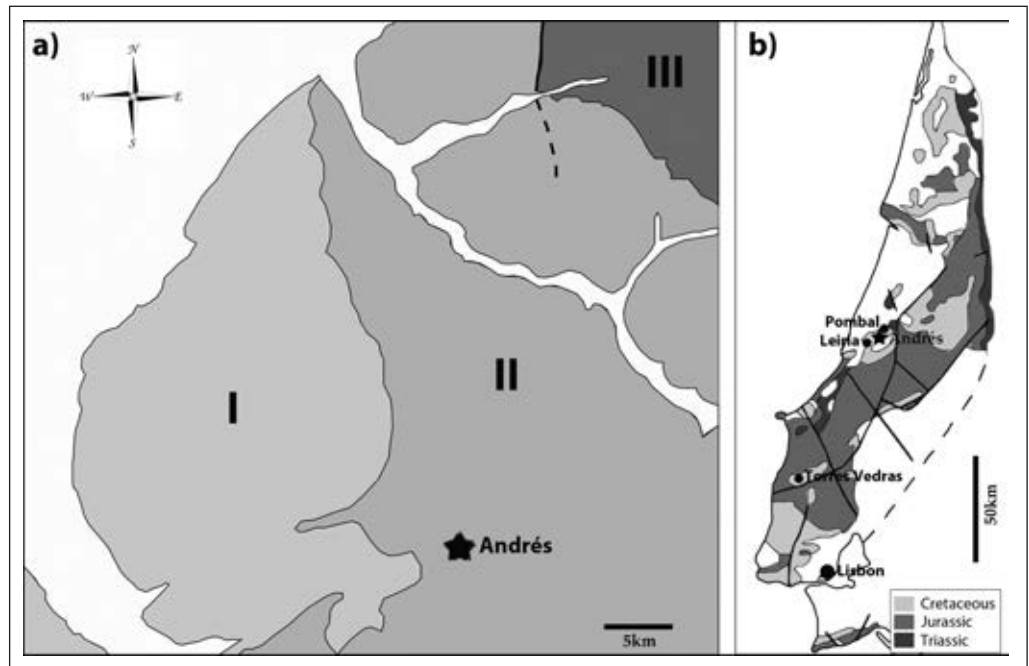 a)
N
W E
S
I
II
III
Andrés
5km
b)
Pombal
Leiria
Andrés
Torres Vedras
Lisbon
50km
Cretaceous
Jurassic
Triassic